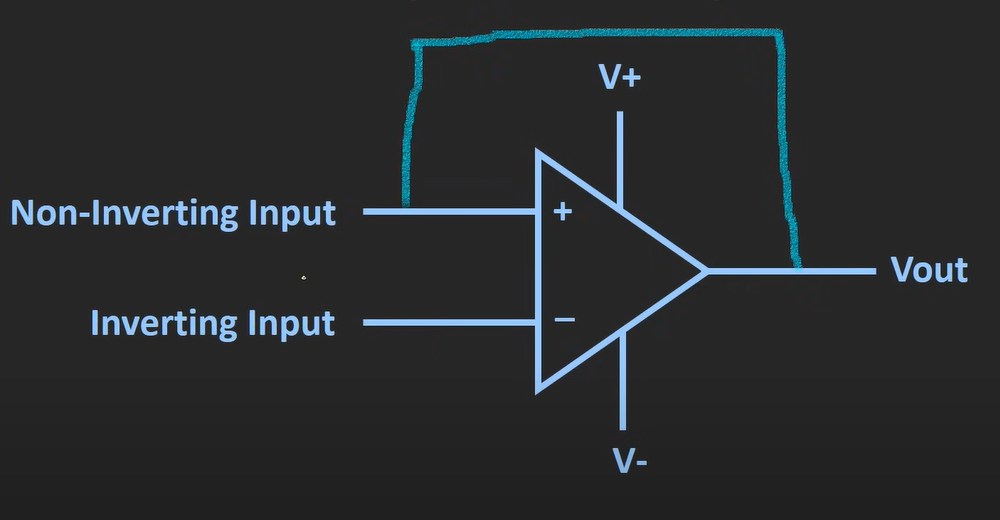 V+
Non-Inverting Input
+
Vout
Inverting Input
−
V-